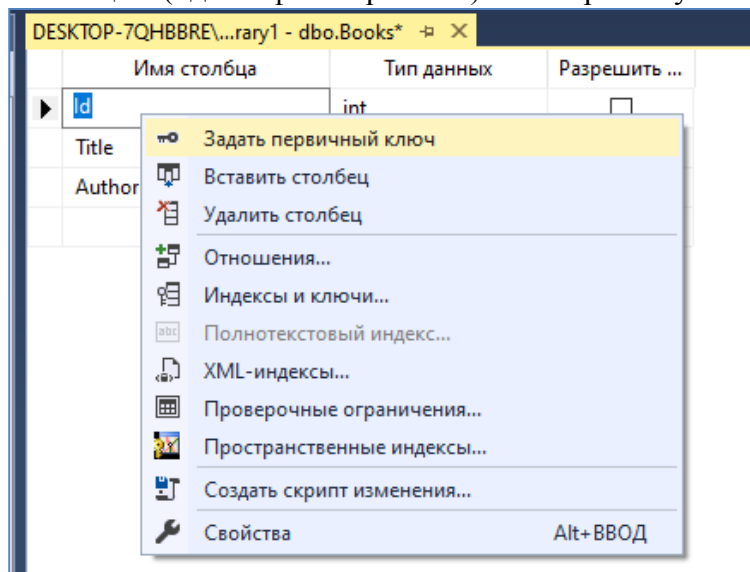 DESKTOP-7QHBBRE\...rary1 - dbo.Books*
Имя столбца Тип данных Разрешить ...
Id int
Title
Author
Задать первичный ключ
Вставить столбец
Удалить столбец
Отношения...
Индексы и ключи...
abc Полнотекстовый индекс...
XML-индексы...
Проверочные ограничения...
Пространственные индексы...
Создать скрипт изменения...
Свойства Alt+ВВОД